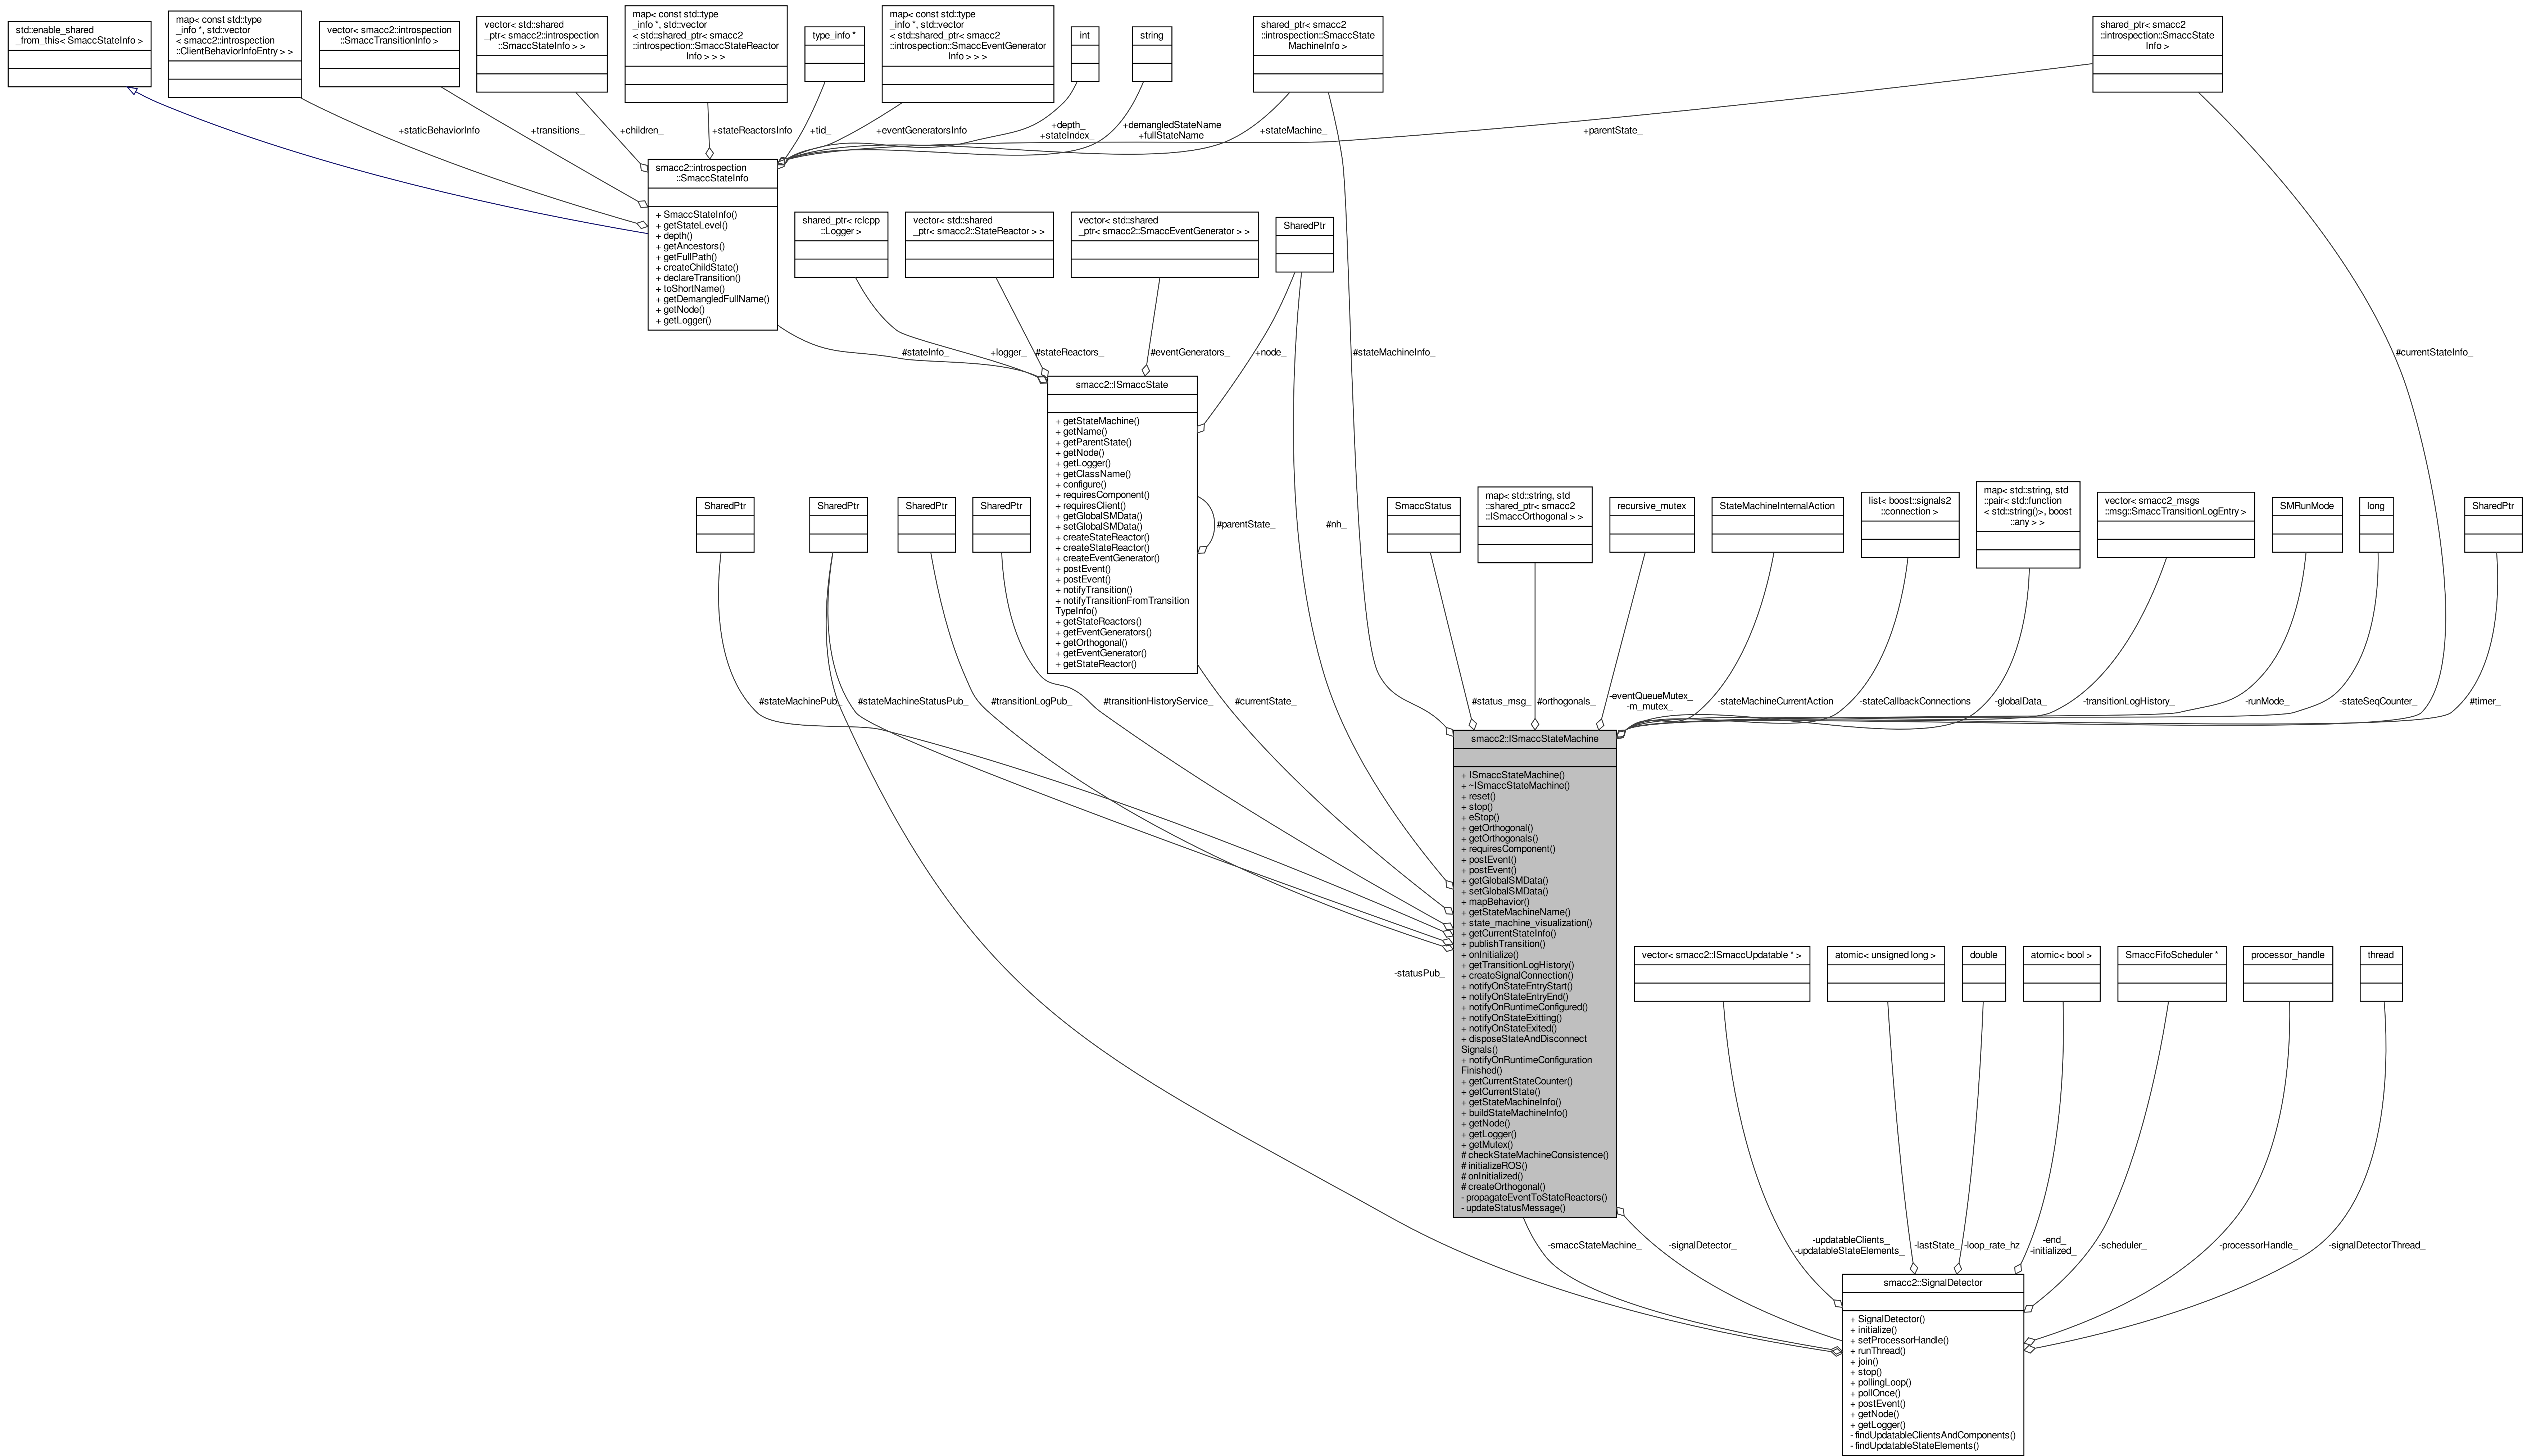 std::enable_shared
_from_this< SmaccStateInfo >
map< const std::type
_info *, std::vector
< smacc2::introspection
::ClientBehaviorInfoEntry > >
vector< smacc2::introspection
::SmaccTransitionInfo >
vector< std::shared
_ptr< smacc2::introspection
::SmaccStateInfo > >
map< const std::type
_info *, std::vector
< std::shared_ptr< smacc2
::introspection::SmaccStateReactor
Info > > >
type_info *
map< const std::type
_info *, std::vector
< std::shared_ptr< smacc2
::introspection::SmaccEventGenerator
Info > > >
int
string
shared_ptr< smacc2
::introspection::SmaccState
MachineInfo >
shared_ptr< smacc2
::introspection::SmaccState
Info >
+staticBehaviorInfo
+transitions_
+children_
+stateReactorsInfo
+tid_
+eventGeneratorsInfo
+depth_
+stateIndex_
+demangledStateName
+fullStateName
+stateMachine_
+parentState_
smacc2::introspection
::SmaccStateInfo
+ SmaccStateInfo()
+ getStateLevel()
+ depth()
+ getAncestors()
+ getFullPath()
+ createChildState()
+ declareTransition()
+ toShortName()
+ getDemangledFullName()
+ getNode()
+ getLogger()
shared_ptr< rclcpp
::Logger >
vector< std::shared
_ptr< smacc2::StateReactor > >
vector< std::shared
_ptr< smacc2::SmaccEventGenerator > >
SharedPtr
#stateInfo_
+logger_
#stateReactors_
#eventGenerators_
+node_
#stateMachineInfo_
#currentStateInfo_
smacc2::ISmaccState
+ getStateMachine()
+ getName()
+ getParentState()
+ getNode()
+ getLogger()
+ getClassName()
+ configure()
+ requiresComponent()
+ requiresClient()
+ getGlobalSMData()
+ setGlobalSMData()
+ createStateReactor()
+ createStateReactor()
+ createEventGenerator()
+ postEvent()
+ postEvent()
+ notifyTransition()
+ notifyTransitionFromTransition
TypeInfo()
+ getStateReactors()
+ getEventGenerators()
+ getOrthogonal()
+ getEventGenerator()
+ getStateReactor()
#parentState_
#nh_
SharedPtr
SharedPtr
SharedPtr
SharedPtr
SmaccStatus
map< std::string, std
::shared_ptr< smacc2
::ISmaccOrthogonal > >
recursive_mutex
StateMachineInternalAction
list< boost::signals2
::connection >
map< std::string, std
::pair< std::function
< std::string()>, boost
::any > >
vector< smacc2_msgs
::msg::SmaccTransitionLogEntry >
SMRunMode
long
SharedPtr
#stateMachinePub_
#stateMachineStatusPub_
#transitionLogPub_
#transitionHistoryService_
#currentState_
#status_msg_
#orthogonals_
-eventQueueMutex_
-m_mutex_
-stateMachineCurrentAction
-stateCallbackConnections
-globalData_
-transitionLogHistory_
-runMode_
-stateSeqCounter_
#timer_
smacc2::ISmaccStateMachine
+ ISmaccStateMachine()
+ ~ISmaccStateMachine()
+ reset()
+ stop()
+ eStop()
+ getOrthogonal()
+ getOrthogonals()
+ requiresComponent()
+ postEvent()
+ postEvent()
+ getGlobalSMData()
+ setGlobalSMData()
+ mapBehavior()
+ getStateMachineName()
+ state_machine_visualization()
+ getCurrentStateInfo()
+ publishTransition()
+ onInitialize()
+ getTransitionLogHistory()
+ createSignalConnection()
+ notifyOnStateEntryStart()
+ notifyOnStateEntryEnd()
+ notifyOnRuntimeConfigured()
+ notifyOnStateExitting()
+ notifyOnStateExited()
+ disposeStateAndDisconnect
Signals()
+ notifyOnRuntimeConfiguration
Finished()
+ getCurrentStateCounter()
+ getCurrentState()
+ getStateMachineInfo()
+ buildStateMachineInfo()
+ getNode()
+ getLogger()
+ getMutex()
# checkStateMachineConsistence()
# initializeROS()
# onInitialized()
# createOrthogonal()
- propagateEventToStateReactors()
- updateStatusMessage()
-statusPub_
vector< smacc2::ISmaccUpdatable * >
atomic< unsigned long >
double
atomic< bool >
SmaccFifoScheduler *
processor_handle
thread
-smaccStateMachine_
-signalDetector_
-updatableClients_
-updatableStateElements_
-lastState_
-loop_rate_hz
-end_
-initialized_
-scheduler_
-processorHandle_
-signalDetectorThread_
smacc2::SignalDetector
+ SignalDetector()
+ initialize()
+ setProcessorHandle()
+ runThread()
+ join()
+ stop()
+ pollingLoop()
+ pollOnce()
+ postEvent()
+ getNode()
+ getLogger()
- findUpdatableClientsAndComponents()
- findUpdatableStateElements()